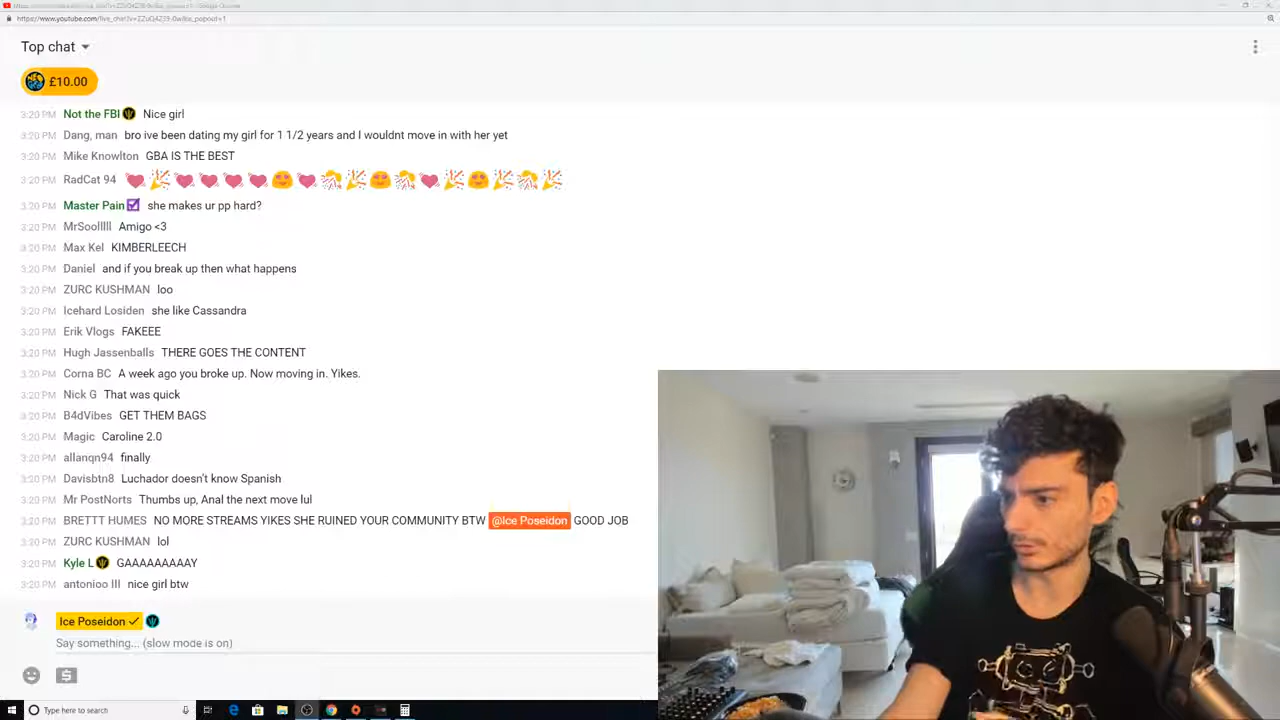 Top chat
£10.00
3:20 PM Not the FBI Nice girl
3:20 PM Dang, man bro ive been dating my girl for 1 1/2 years and I wouldnt move in with her yet
3:20 PM Mike Knowlton GBA IS THE BEST
3:20 PM RadCat 94
3:20 PM Master Pain she makes ur pp hard?
3:20 PM MrSoolllll Amigo <3
3:20 PM Max Kel KIMBERLEECH
3:20 PM Daniel and if you break up then what happens
3:20 PM ZURC KUSHMAN loo
3:20 PM Icehard Losiden she like Cassandra
3:20 PM Erik Vlogs FAKEEE
3:20 PM Hugh Jassenballs THERE GOES THE CONTENT
3:20 PM Corna BC A week ago you broke up. Now moving in. Yikes.
3:20 PM Nick G That was quick
3:20 PM B4dVibes GET THEM BAGS
3:20 PM Magic Caroline 2.0
3:20 PM allanqn94 finally
3:20 PM Davisbtn8 Luchador doesn't know Spanish
3:20 PM Mr PostNorts Thumbs up, Anal the next move lul
3:20 PM BRETTT HUMES NO MORE STREAMS YIKES SHE RUINED YOUR COMMUNITY BTW @Ice Poseidon GOOD JOB
3:20 PM ZURC KUSHMAN lol
3:20 PM Kyle L GAAAAAAAAAY
3:20 PM antonioo III nice girl btw
Ice Poseidon
Say something... (slow mode is on)
Type here to search